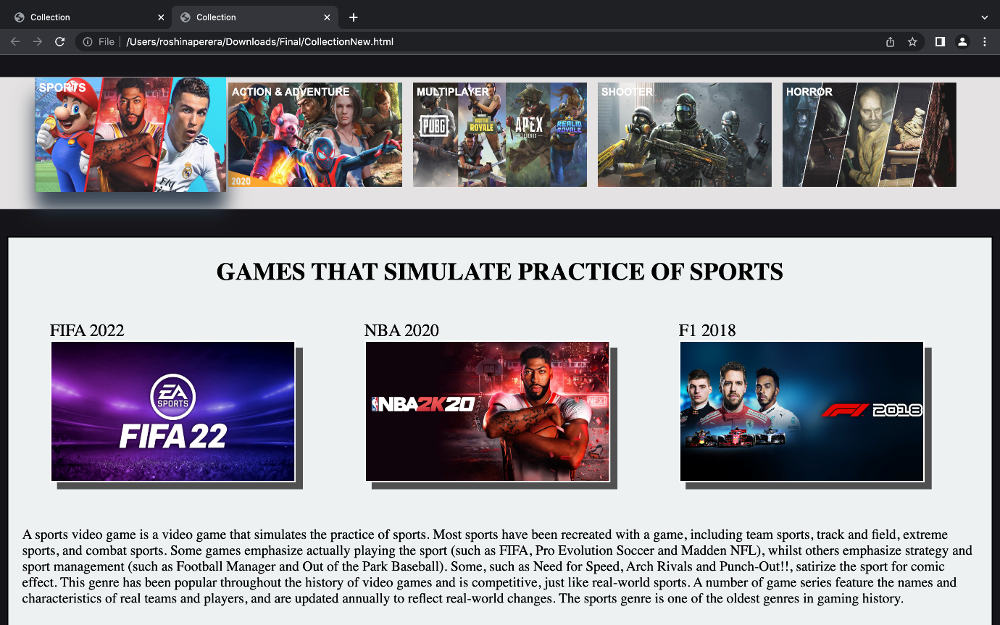 Collection
Collection
File
/Users/roshinaperera/Downloads/Final/CollectionNew.html
SPORTS
ACTION & ADVENTURE
MULTIPLAYER
SHOOTER
HORROR
PUBG
BATTLE
ROYALE
APEX
LEGENDS
REALM
ROYALE
2020
GAMES THAT SIMULATE PRACTICE OF SPORTS
FIFA 2022
NBA 2020
F1 2018
EA
SPORTS
FIFA 22
NBA2K20
NEXT
F1 2018
A sports video game is a video game that simulates the practice of sports. Most sports have been recreated with a game, including team sports, track and field, extreme
sports, and combat sports. Some games emphasize actually playing the sport (such as FIFA, Pro Evolution Soccer and Madden NFL), whilst others emphasize strategy and
sport management (such as Football Manager and Out of the Park Baseball). Some, such as Need for Speed, Arch Rivals and Punch-Out!!, satirize the sport for comic
effect. This genre has been popular throughout the history of video games and is competitive, just like real-world sports. A number of game series feature the names and
characteristics of real teams and players, and are updated annually to reflect real-world changes. The sports genre is one of the oldest genres in gaming history.